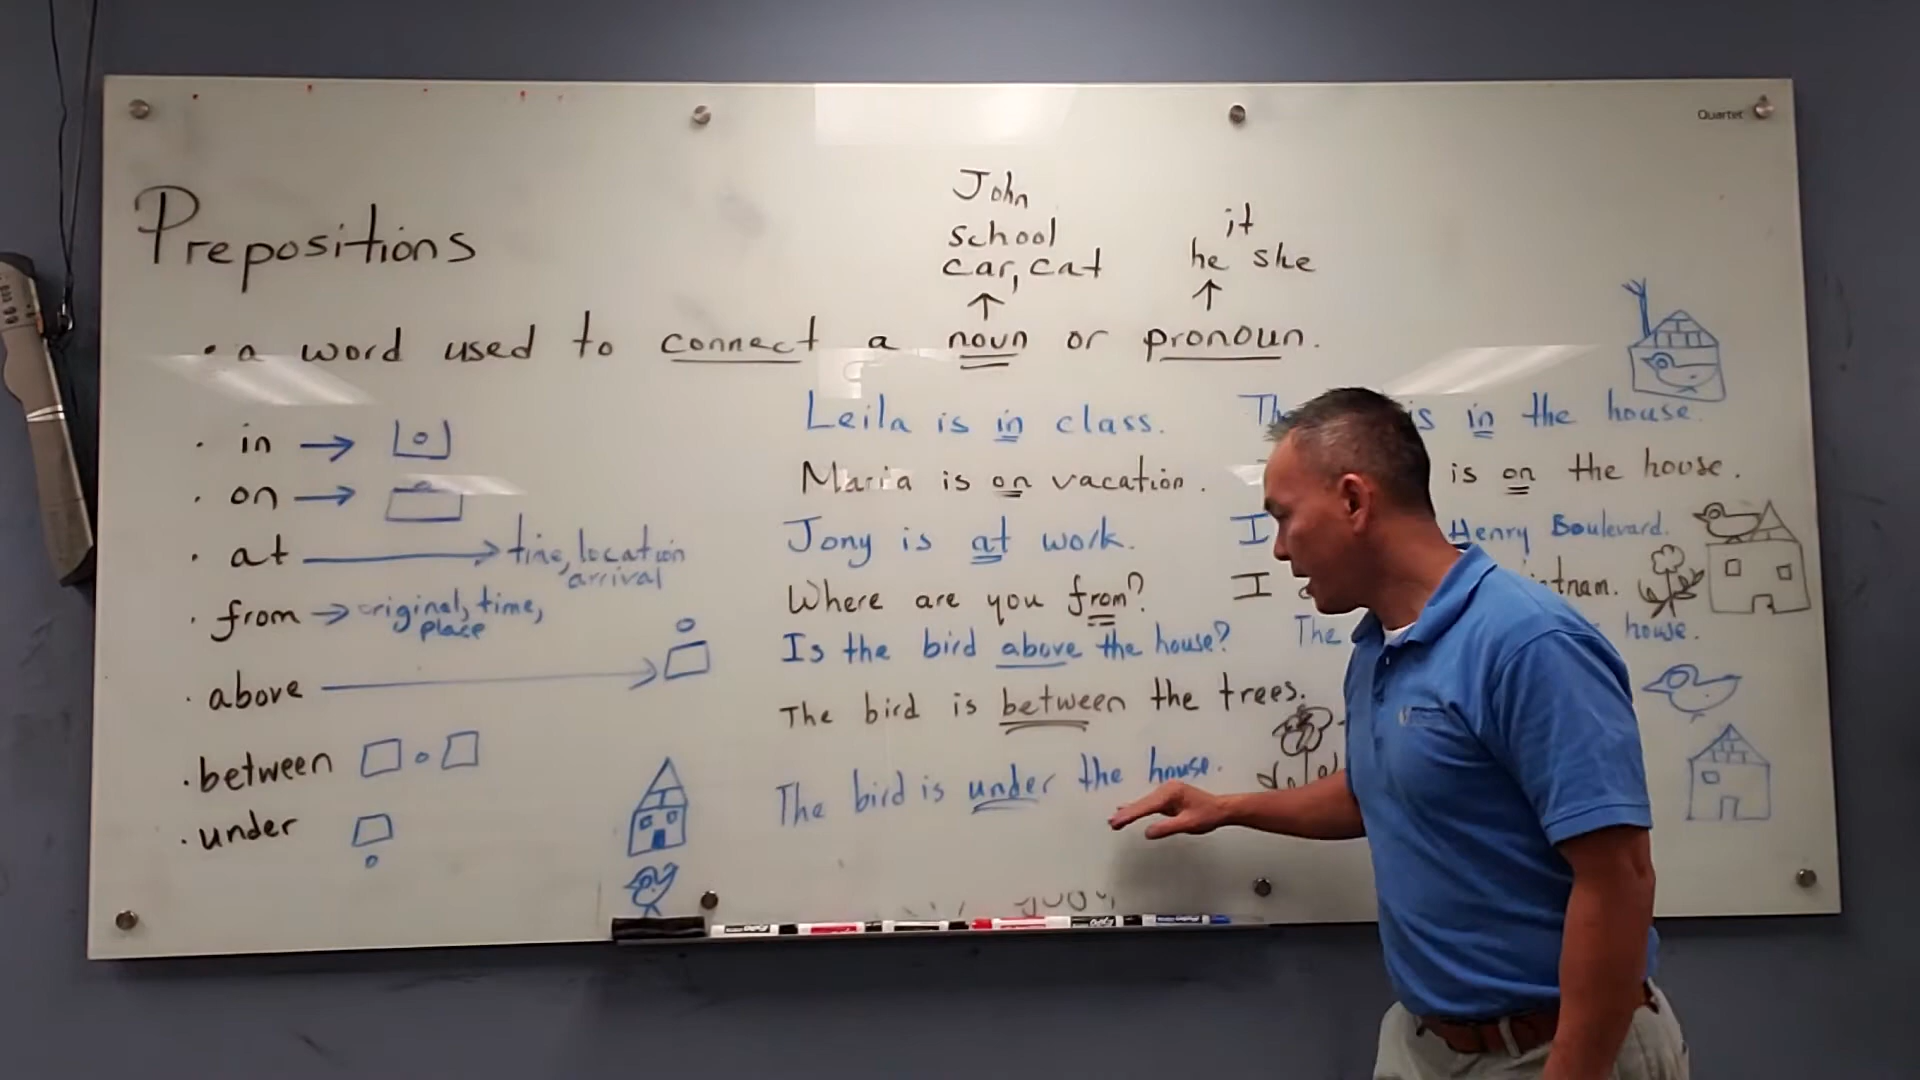 Quartet
John
school
car, cat
it
he she
Prepositions
• a word used to connect a noun or pronoun.
• in →
• on →
• at → time, location
, arrival
• from → original, time,
place
• above
• between
• under
Leila is in class.
Maria is on vacation.
Jony is at work.
Where are you from?
Is the bird above the house?
The bird is between the trees.
The bird is under the house.
is in the house.
is on the house.
I Henry Boulevard.
I
The house.